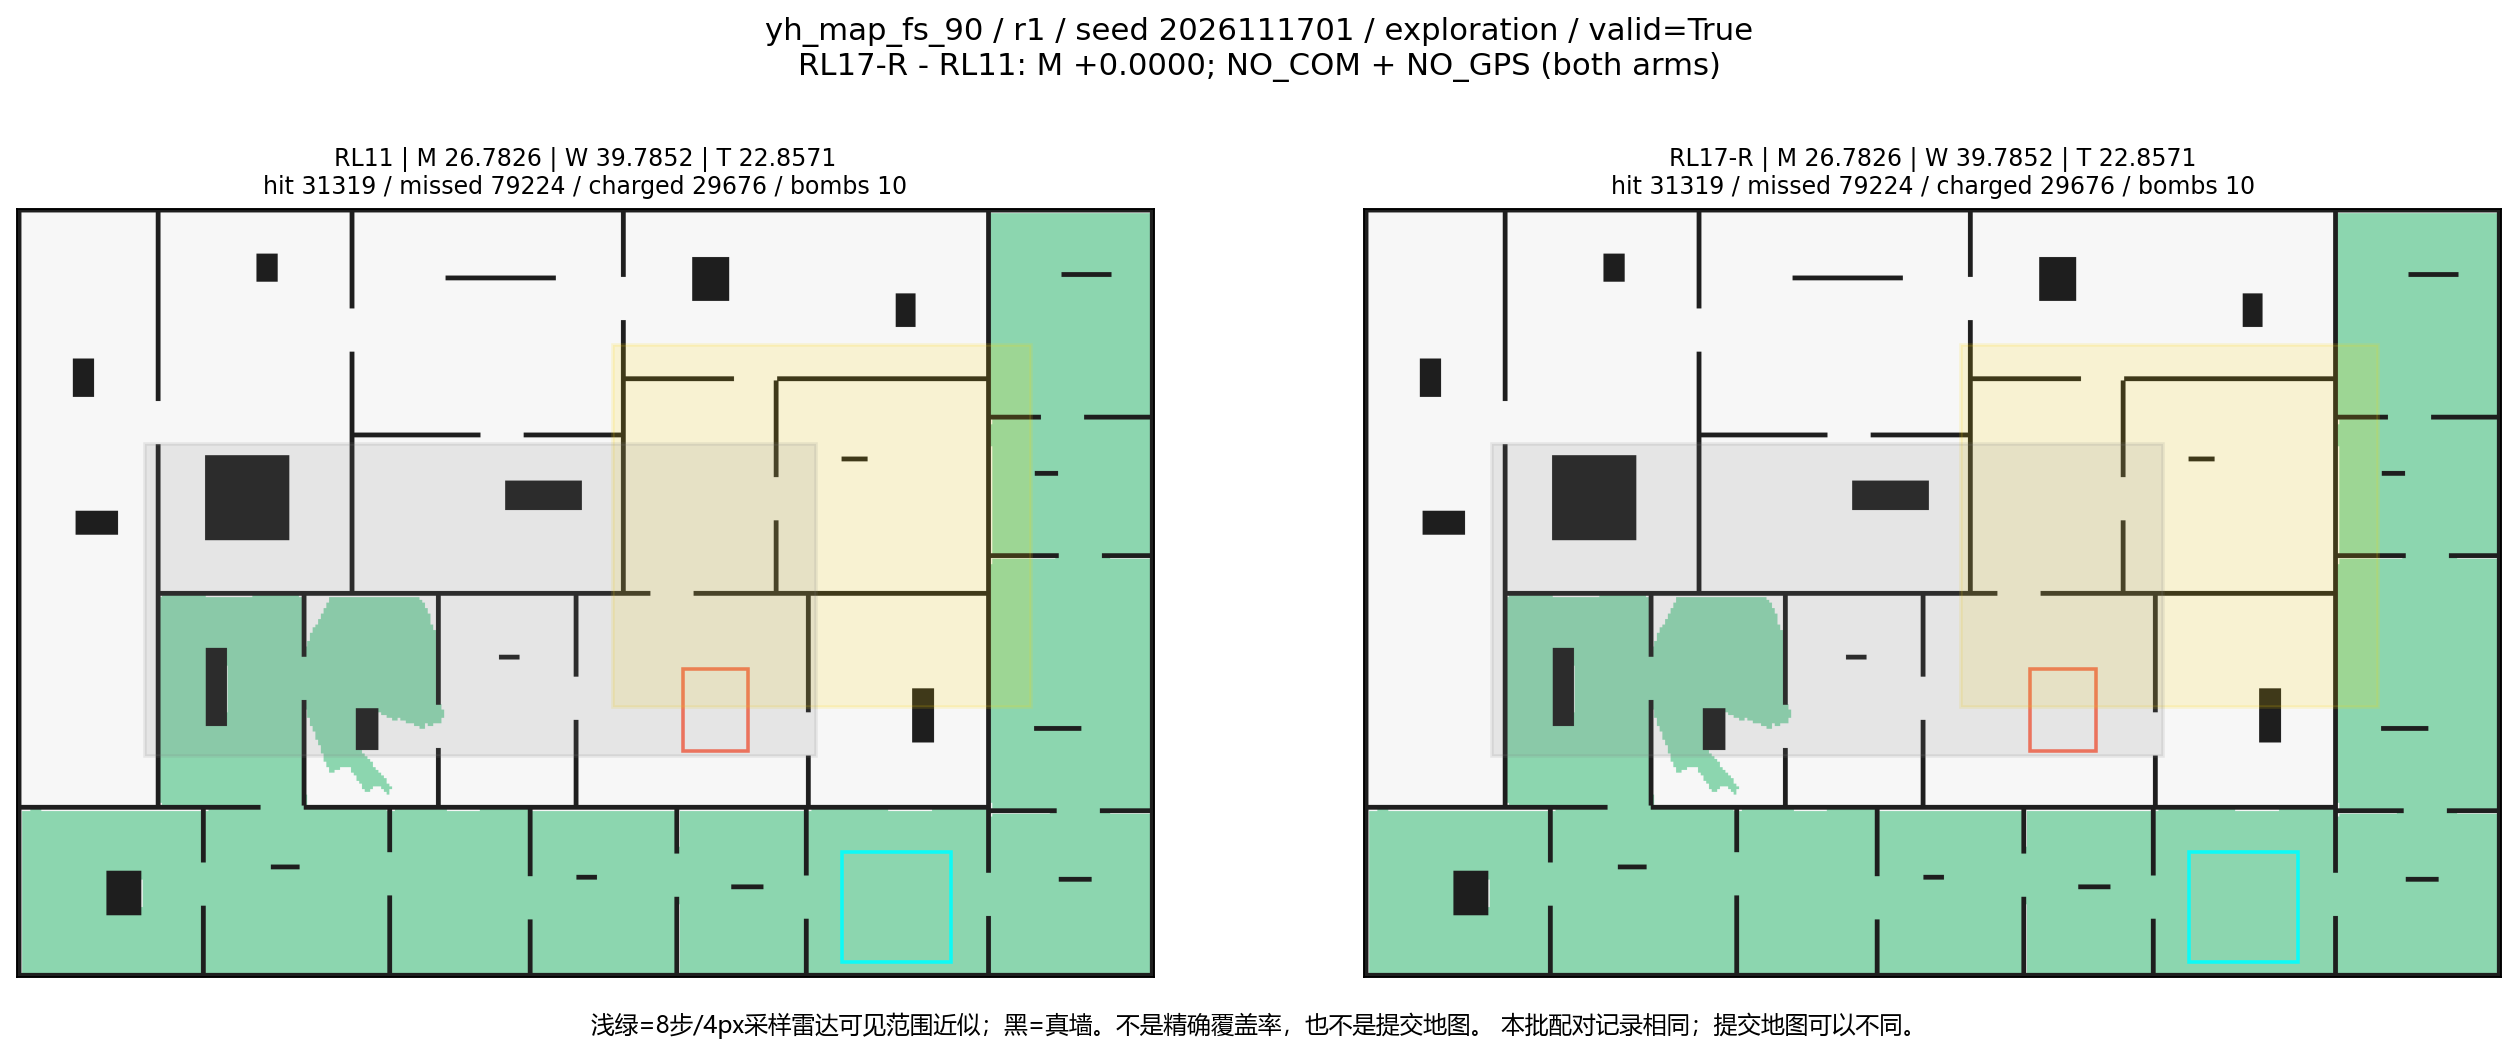 yh_map_fs_90 / r1 / seed 2026111701 / exploration / valid=True
RL17-R - RL11: M +0.0000; NO_COM + NO_GPS (both arms)
RL11 | M 26.7826 | W 39.7852 | T 22.8571
hit 31319 / missed 79224 / charged 29676 / bombs 10
RL17-R | M 26.7826 | W 39.7852 | T 22.8571
hit 31319 / missed 79224 / charged 29676 / bombs 10
浅绿=8步/4px采样雷达可见范围近似；黑=真墙。不是精确覆盖率，也不是提交地图。 本批配对记录相同；提交地图可以不同。